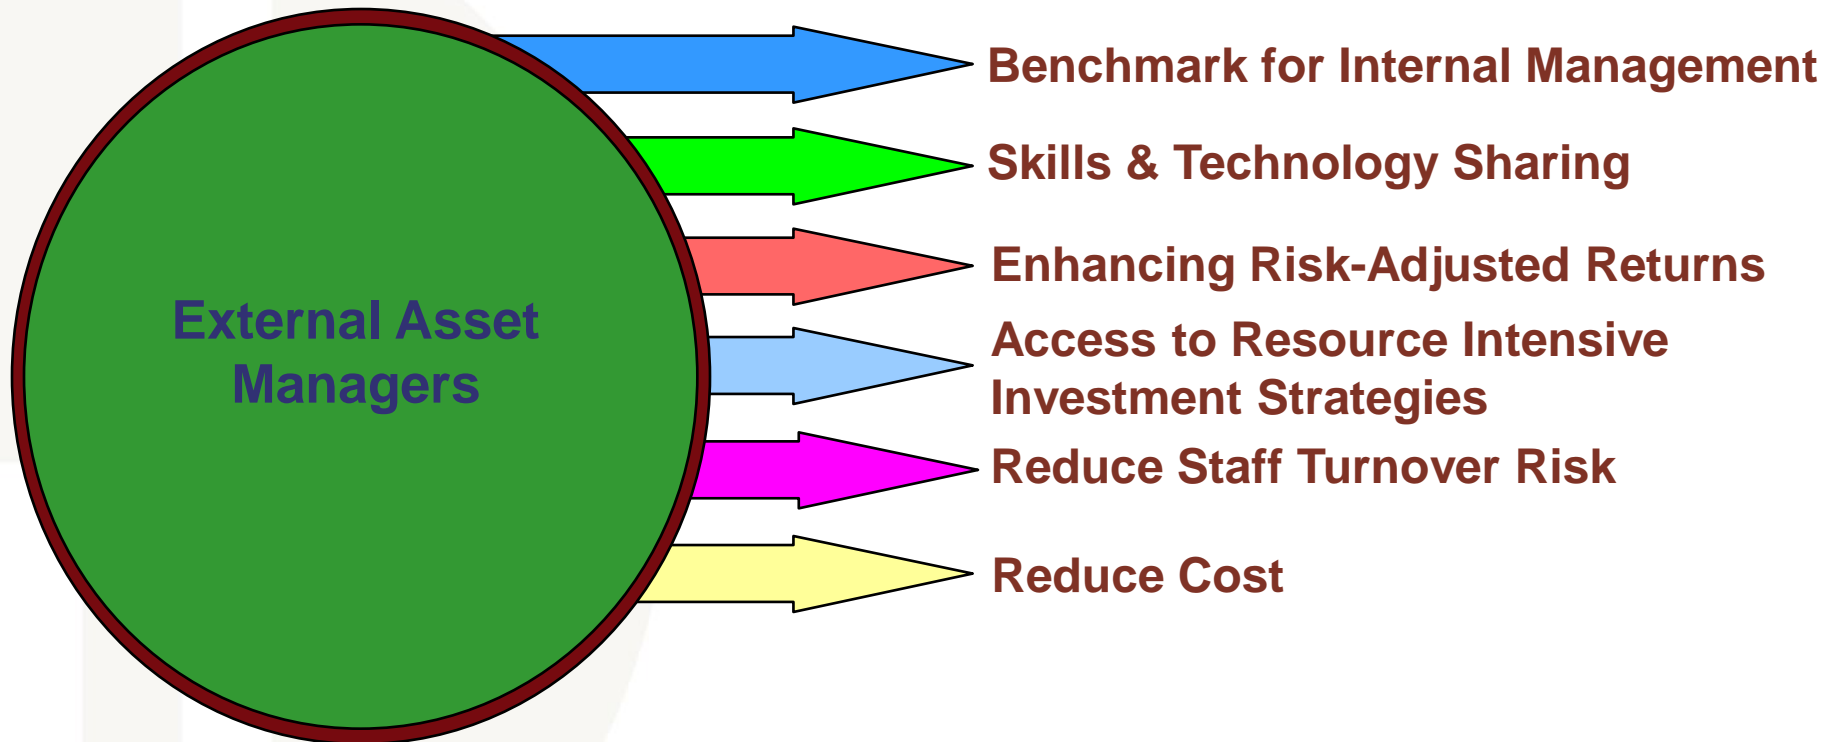 Benchmark for Internal Management
Skills & Technology Sharing
Enhancing Risk-Adjusted Returns
External Asset
Managers
Access to Resource Intensive
Investment Strategies
Reduce Staff Turnover Risk
Reduce Cost